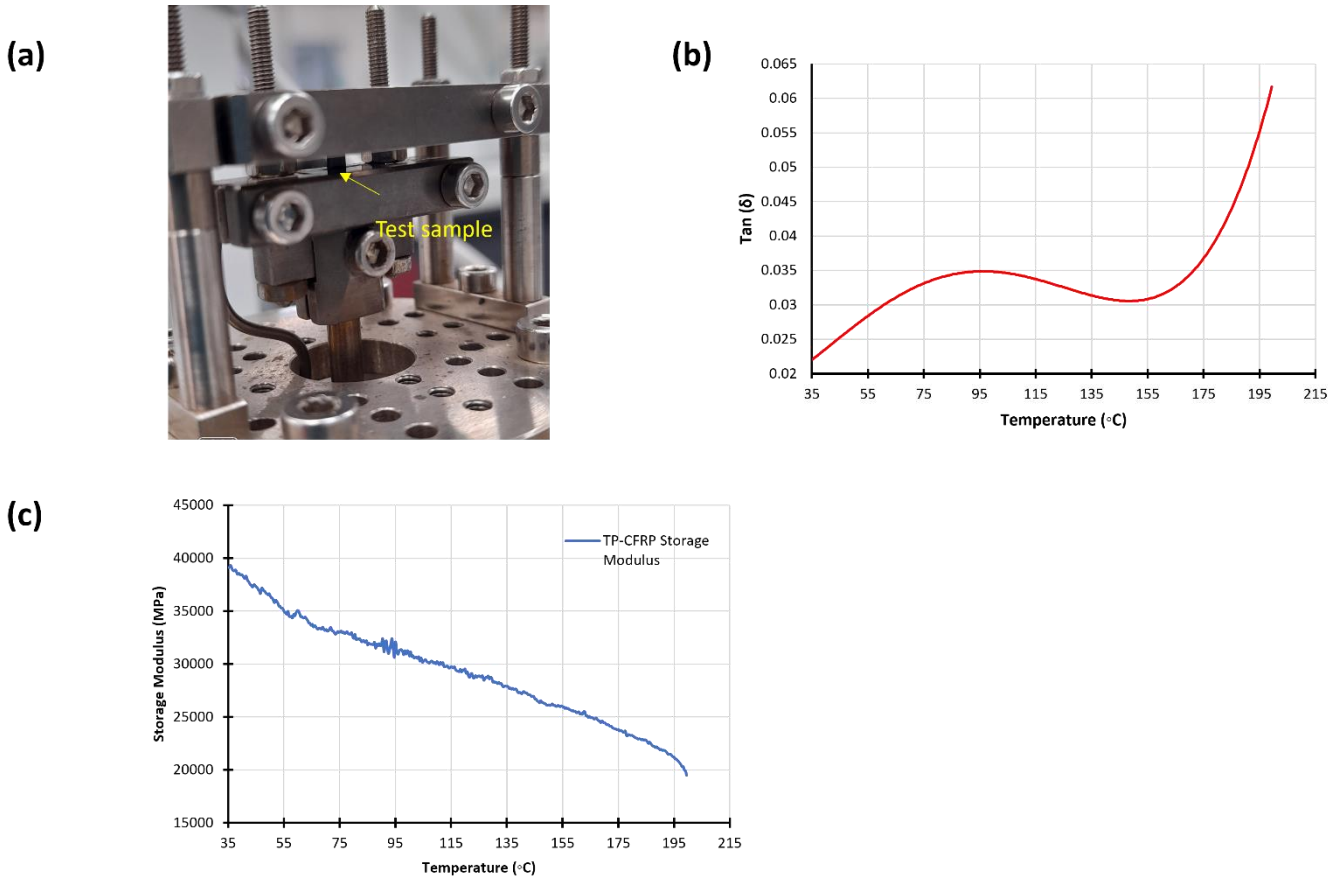 (a)
Test sample
(b)
0.065
0.06
0.055
0.05
0.045
0.04
0.035
0.03
0.025
0.02
Tan (δ)
35 55 75 95 115 135 155 175 195 215
Temperature (◦C)
(c)
45000
40000
35000
30000
25000
20000
15000
Storage Modulus (MPa)
TP-CFRP Storage
Modulus
35 55 75 95 115 135 155 175 195 215
Temperature (◦C)